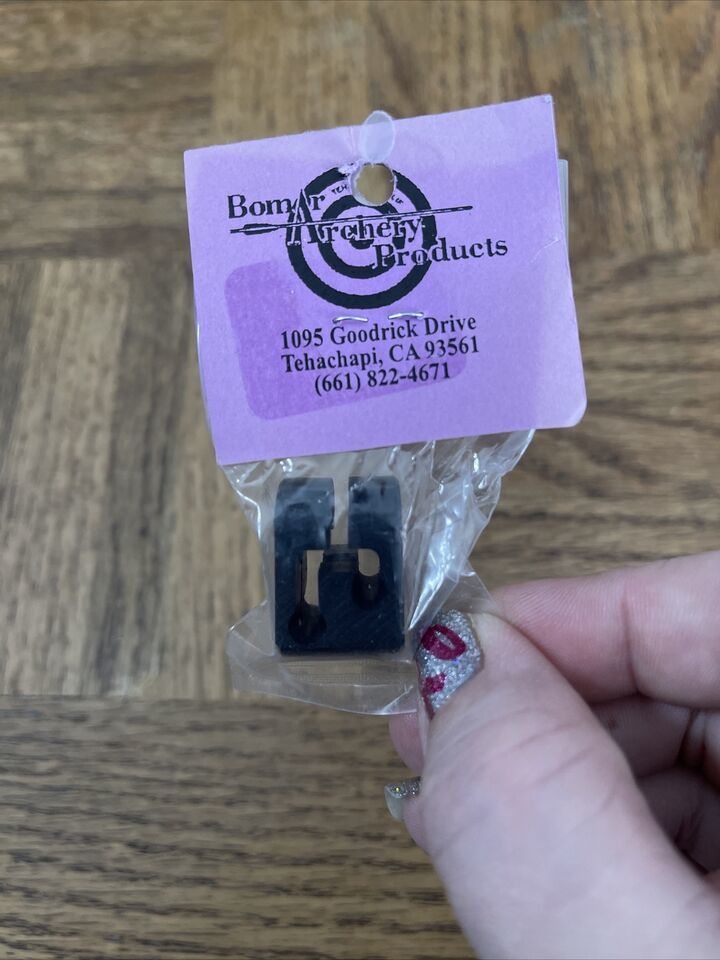 Bomar
Archery
Products
1095 Goodrick Drive
Tehachapi, CA 93561
(661) 822-4671